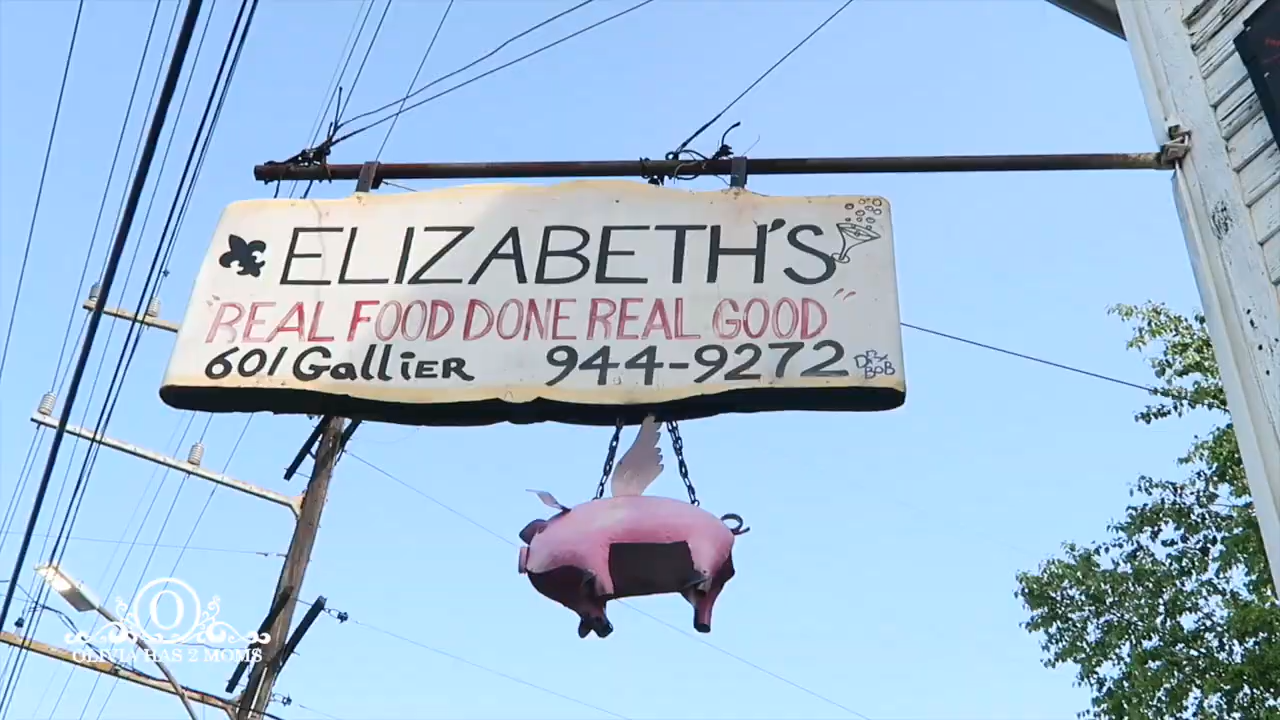 ELIZABETH'S
"REAL FOOD DONE REAL GOOD"
601 GallIER 944-9272
DR. BOB
O
OLIVIA HAS 2 MOMS